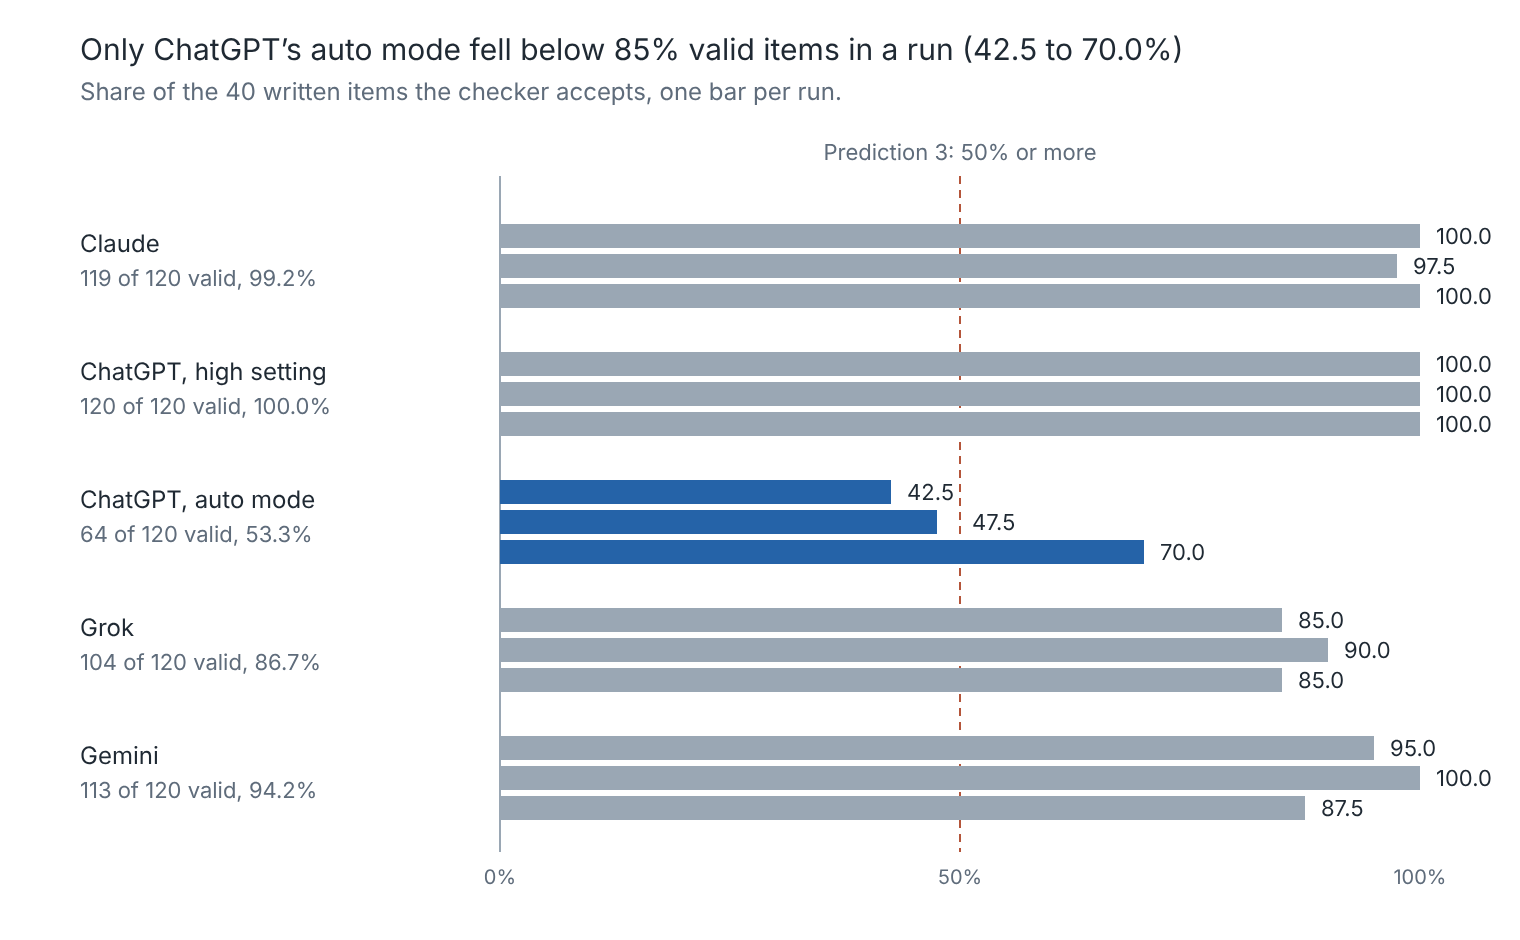 Only ChatGPT’s auto mode fell below 85% valid items in a run (42.5 to 70.0%)
Share of the 40 written items the checker accepts, one bar per run.
Prediction 3: 50% or more
Claude
119 of 120 valid, 99.2%
100.0
97.5
100.0
ChatGPT, high setting
120 of 120 valid, 100.0%
100.0
100.0
100.0
ChatGPT, auto mode
64 of 120 valid, 53.3%
42.5
47.5
70.0
Grok
104 of 120 valid, 86.7%
85.0
90.0
85.0
Gemini
113 of 120 valid, 94.2%
95.0
100.0
87.5
0% 50% 100%